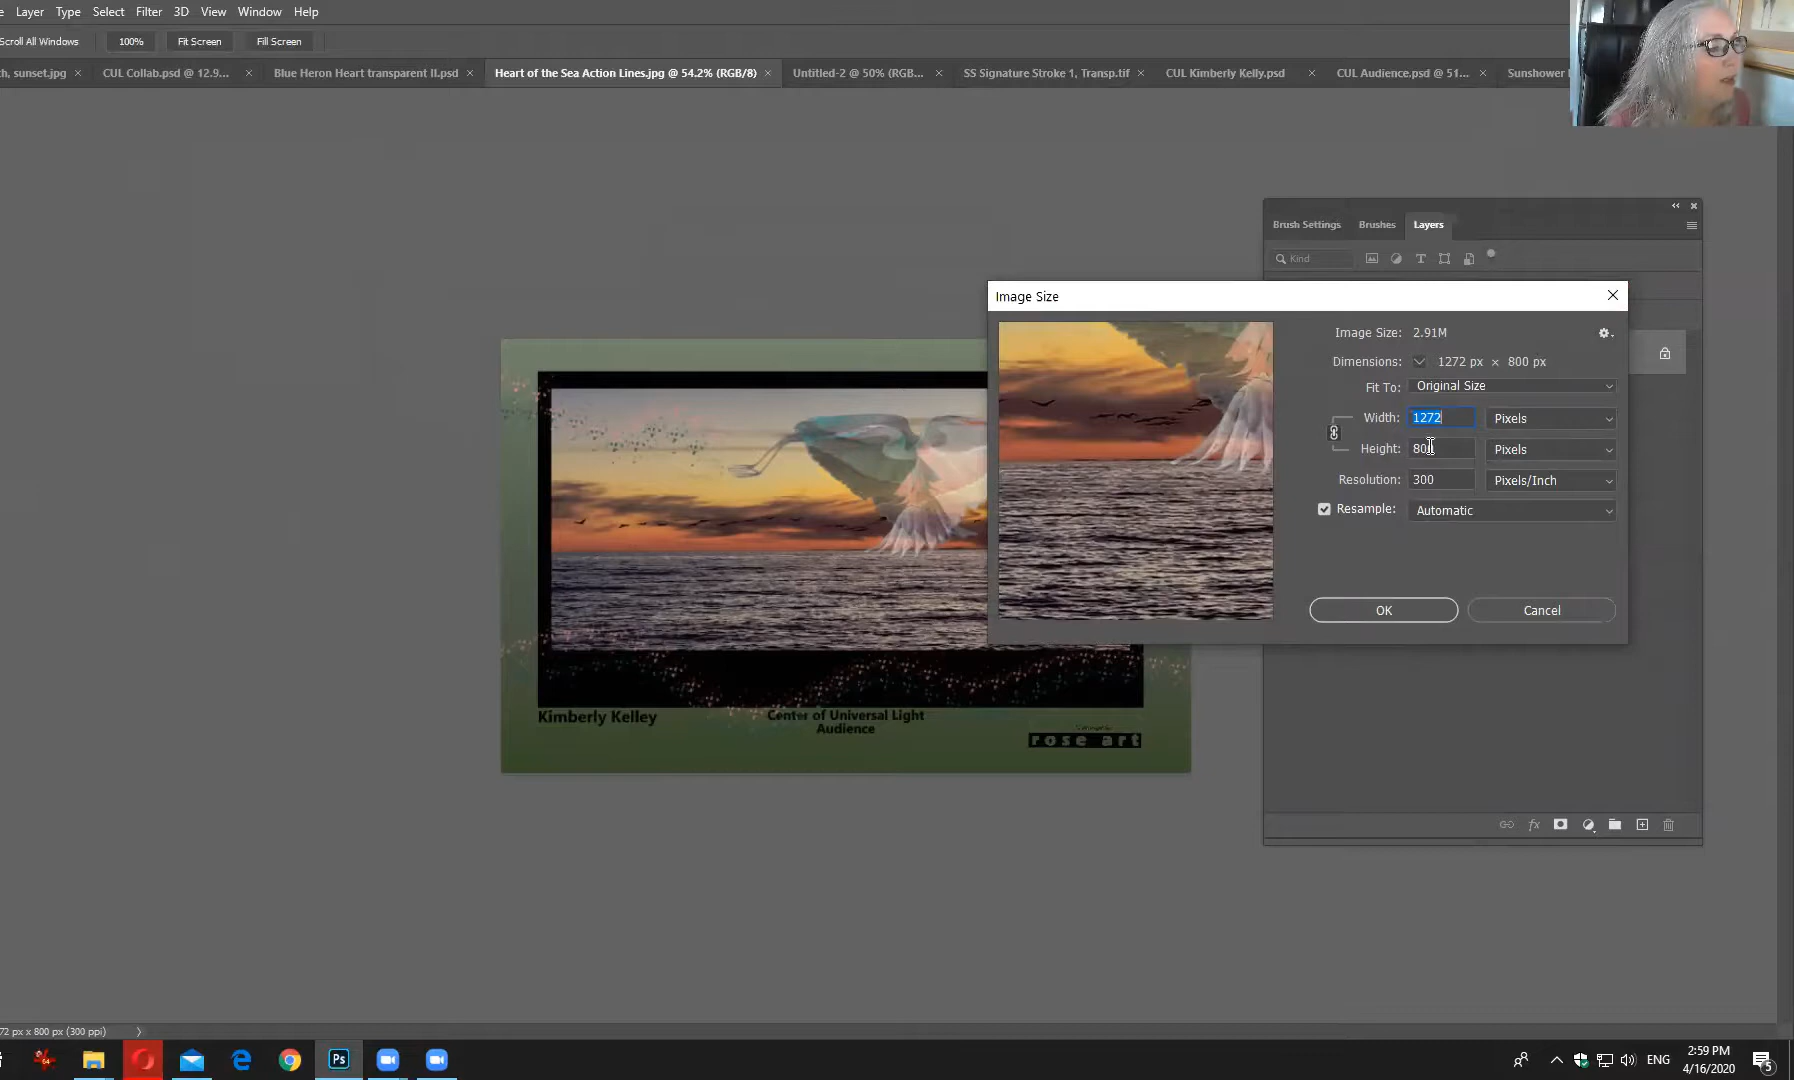 Layer Type Select Filter 3D View Window Help
Scroll All Windows 100% Fit Screen Fill Screen
sunset.jpg × CUL Collab.psd @ 12.9... × Blue Heron Heart transparent II.psd × Heart of the Sea Action Lines.jpg @ 54.2% (RGB/8) × Untitled-2 @ 50% (RGB... × SS Signature Stroke 1, Transp.tif × CUL Kimberly Kelly.psd × CUL Audience.psd @ 51... × Sunshower
Brush Settings Brushes Layers
Kind
Image Size
Image Size: 2.91M
Dimensions: 1272 px × 800 px
Fit To: Original Size
Width: 1272 Pixels
Height: 800 Pixels
Resolution: 300 Pixels/Inch
Resample: Automatic
OK Cancel
Kimberly Kelley
Center of Universal Light
Audience
rose art
72 px x 800 px (300 ppi)
64
Ps
ENG
2:59 PM
4/16/2020
5